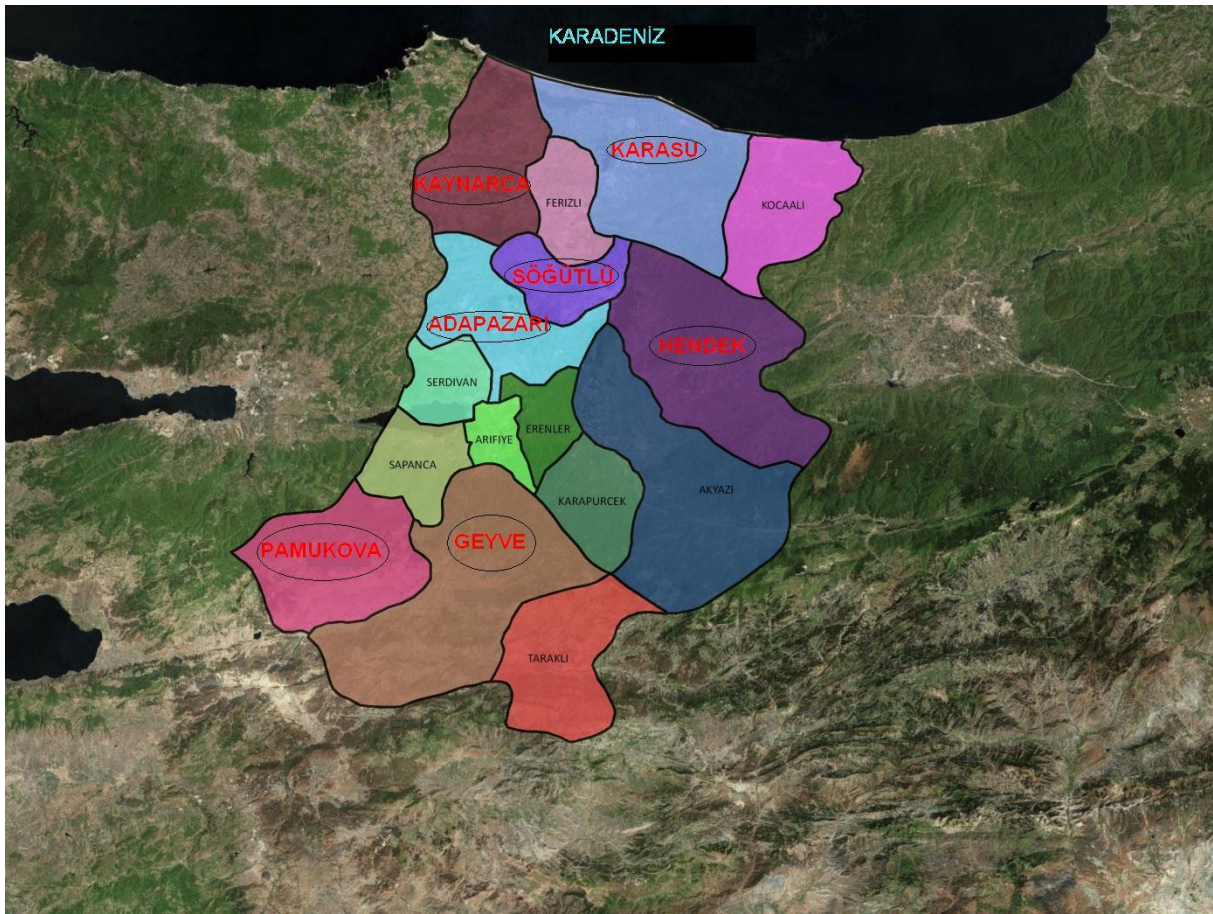 KARADENİZ
KARASU
KAYNARCA
FERIZLI
KOCAALI
SÖĞÜTLÜ
ADAPAZARI
HENDEK
SERDIVAN
ERENLER
ARIFIYE
SAPANCA
AKYAZI
KARAPURCEK
GEYVE
PAMUKOVA
TARAKLI